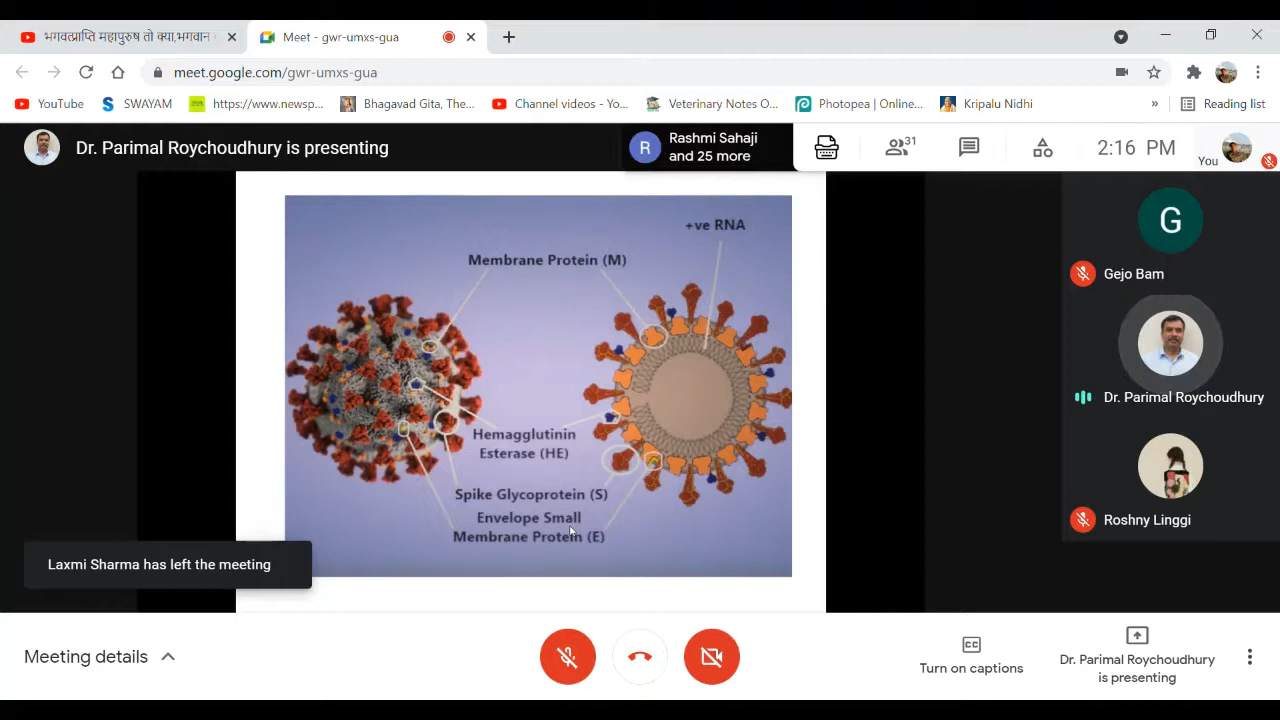 भगवत्प्राप्ति महापुरुष तो क्या,भगवान
Meet - gwr-umxs-gua
meet.google.com/gwr-umxs-gua
YouTube
SWAYAM
https://www.newsp...
Bhagavad Gita, The...
Channel videos - Yo...
Veterinary Notes O...
Photopea | Online...
Kripalu Nidhi
»
Reading list
Dr. Parimal Roychoudhury is presenting
R
Rashmi Sahaji
and 25 more
31
2:16 PM
You
+ve RNA
Membrane Protein (M)
Hemagglutinin
Esterase (HE)
Spike Glycoprotein (S)
Envelope Small
Membrane Protein (E)
G
Gejo Bam
Dr. Parimal Roychoudhury
Roshny Linggi
Laxmi Sharma has left the meeting
Meeting details
CC
Turn on captions
Dr. Parimal Roychoudhury
is presenting